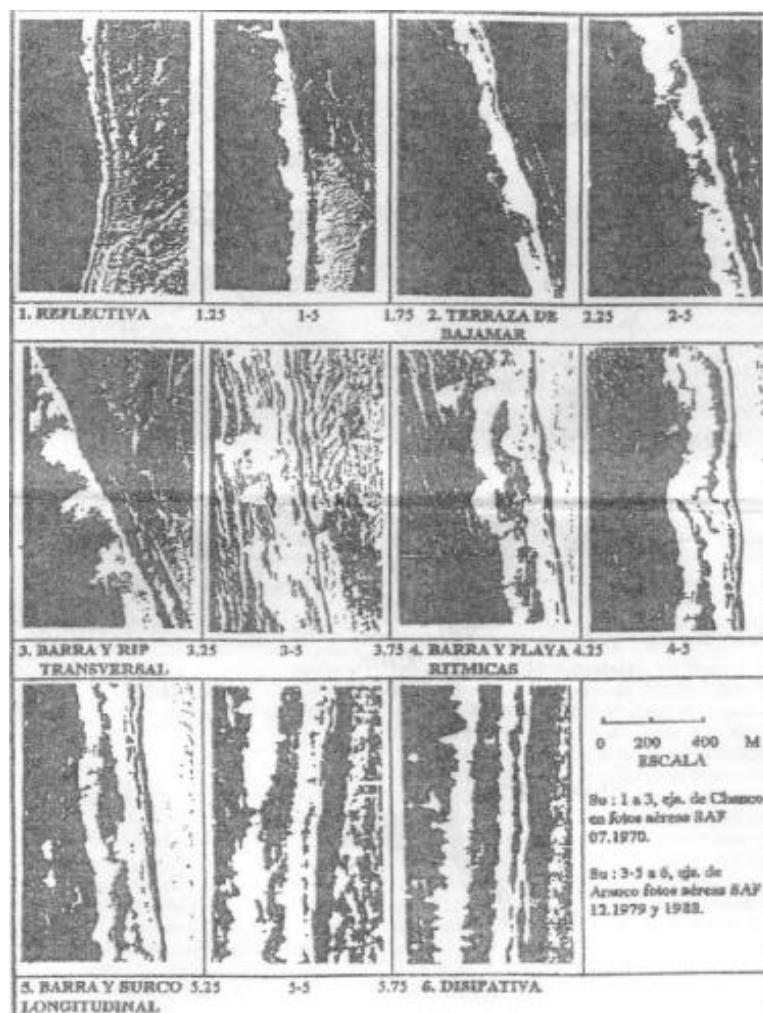 1. REFLECTIVA 1.25 1-5 1.75 2. TERRAZA DE 2.25 2-5
BAJAMAR
3. BARRA Y RIP 3.25 3-5 3.75 4. BARRA Y PLAYA 4.25 4-5
TRANSVERSAL RITMICAS
0 200 400 M
ESCALA
Su : 1 a 3, ejs. de Chanco
en fotos aéreas SAF
07.1970.
Su : 3-5 a 6, ejs. de
Arauco fotos aéreas SAF
12.1979 y 1988.
5. BARRA Y SURCO 5.25 5-5 5.75 6. DISIPATIVA
LONGITUDINAL